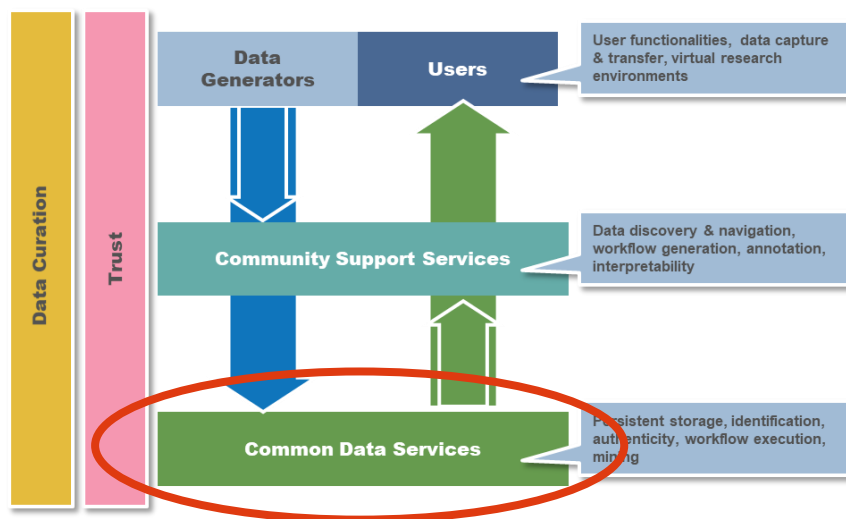 Data Curation
Trust
Data
Generators
Users
User functionalities, data capture
& transfer, virtual research
environments
Community Support Services
Data discovery & navigation,
workflow generation, annotation,
interpretability
Common Data Services
Persistent storage, identification,
authenticity, workflow execution,
mining